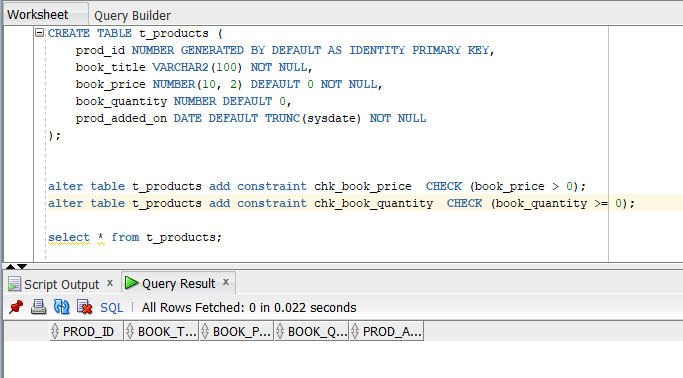 Worksheet Query Builder
CREATE TABLE t_products (
prod_id NUMBER GENERATED BY DEFAULT AS IDENTITY PRIMARY KEY,
book_title VARCHAR2(100) NOT NULL,
book_price NUMBER(10, 2) DEFAULT 0 NOT NULL,
book_quantity NUMBER DEFAULT 0,
prod_added_on DATE DEFAULT TRUNC(sysdate) NOT NULL
);
alter table t_products add constraint chk_book_price  CHECK (book_price > 0);
alter table t_products add constraint chk_book_quantity  CHECK (book_quantity >= 0);
select * from t_products;
Script Output x Query Result x
SQL | All Rows Fetched: 0 in 0.022 seconds
PROD_ID BOOK_T... BOOK_P... BOOK_Q... PROD_A...